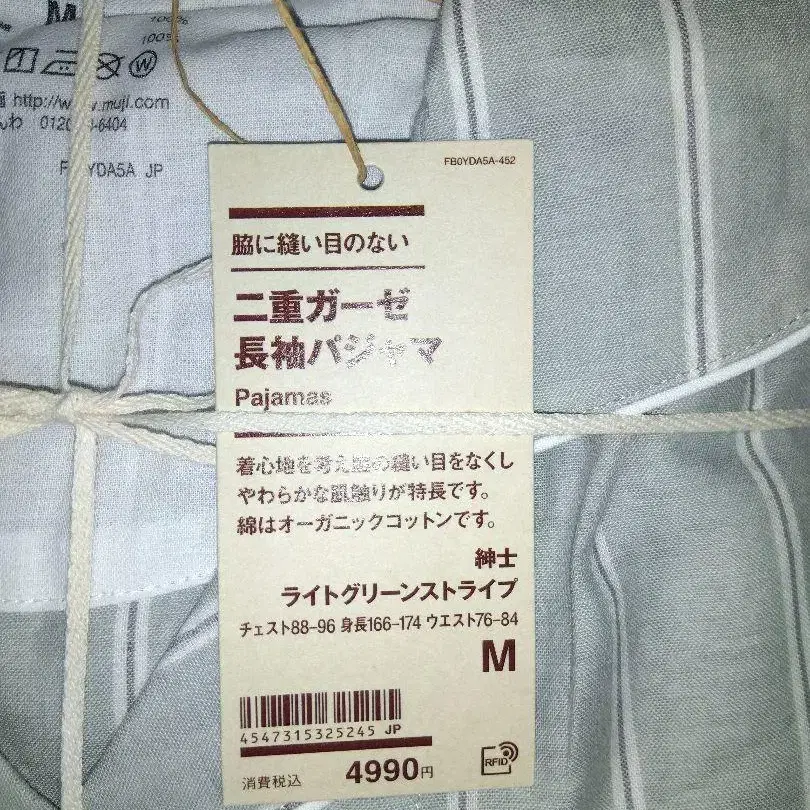 M
100%
100%
http://www.muji.com
0120
-6404
YDA5A JP
FB0YDA5A-452
脇に縫い目のない
二重ガーゼ
長袖パジャマ
Pajamas
着心地を考え脇の縫い目をなくし
やわらかな肌触りが特長です。
綿はオーガニックコットンです。
紳士
ライトグリーンストライプ
チェスト88-96 身長166-174 ウエスト76-84
M
4547315325245 JP
消費税込 4990円
RFID